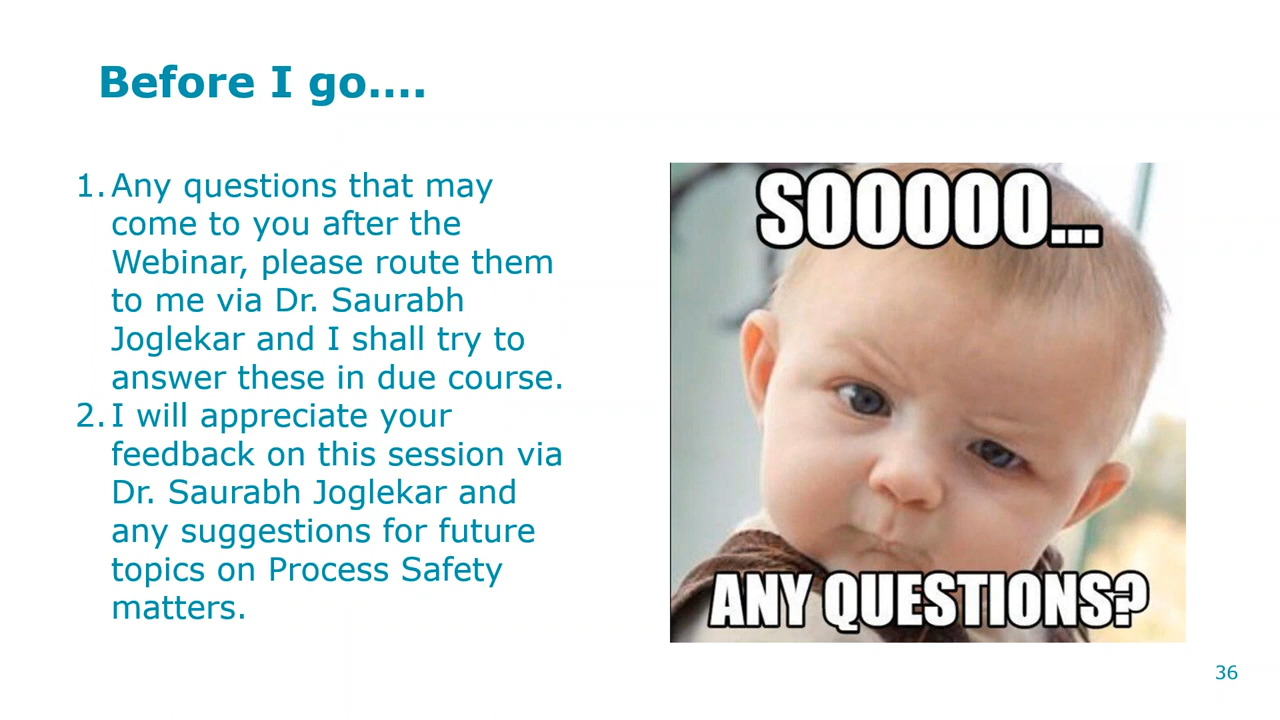 Before I go....
1. Any questions that may
come to you after the
Webinar, please route them
to me via Dr. Saurabh
Joglekar and I shall try to
answer these in due course.
2. I will appreciate your
feedback on this session via
Dr. Saurabh Joglekar and
any suggestions for future
topics on Process Safety
matters.
SOOOOO...
ANY QUESTIONS?
36